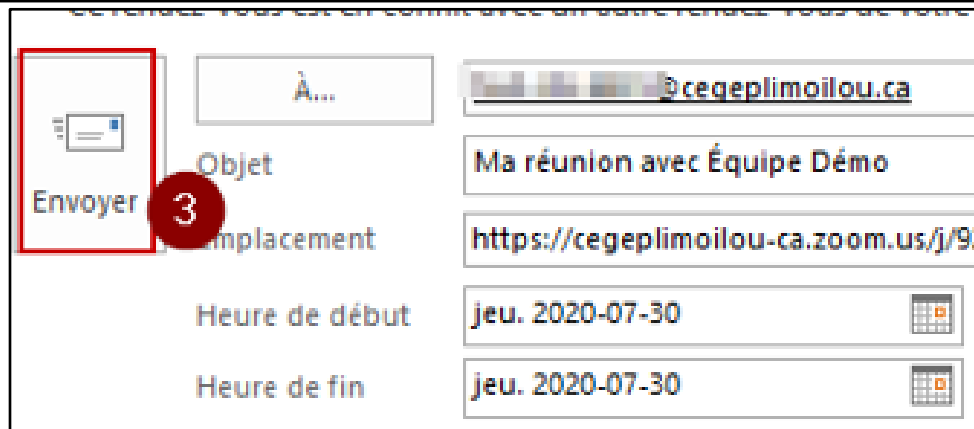 À...
@cegeplimoilou.ca
Objet
Ma réunion avec Équipe Démo
Envoyer
3
mplacement
https://cegeplimoilou-ca.zoom.us/j/9
Heure de début
jeu. 2020-07-30
Heure de fin
jeu. 2020-07-30